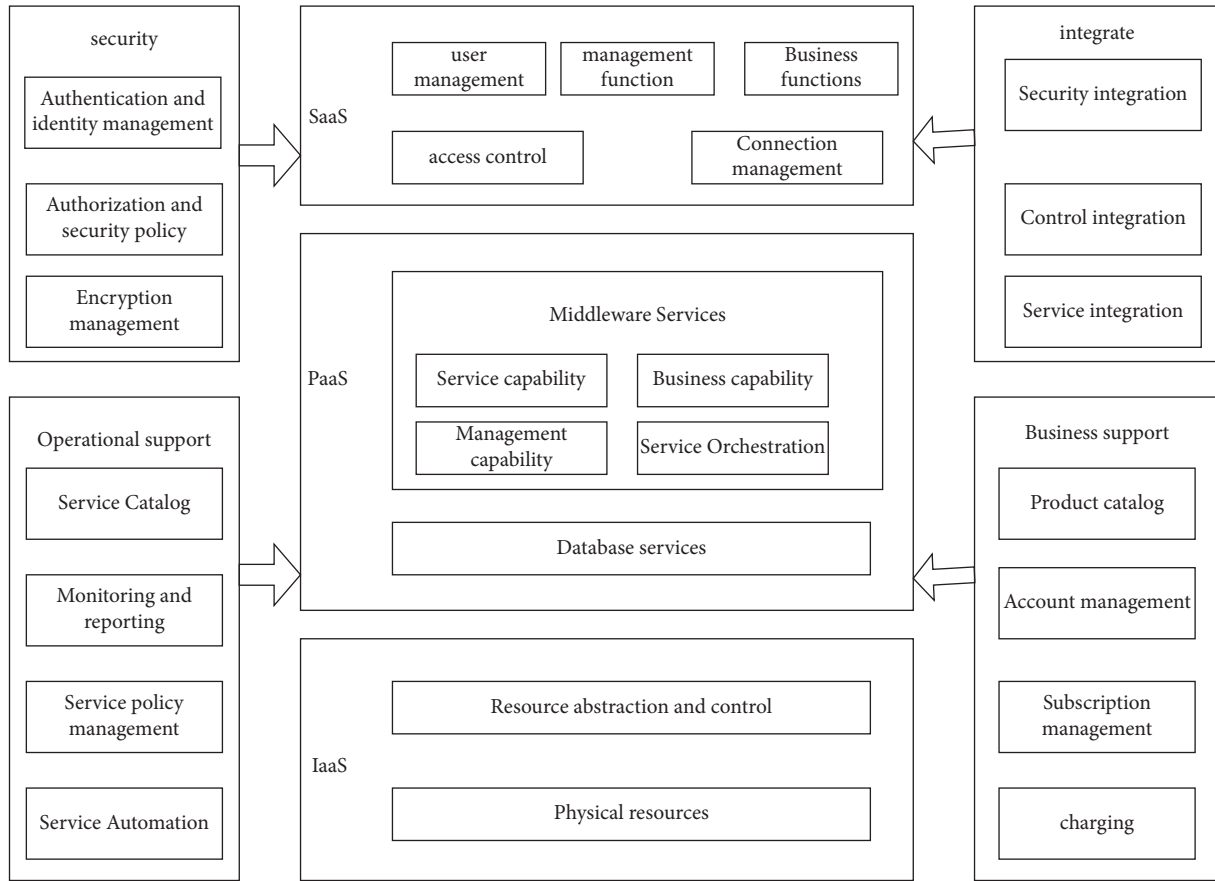 security
Authentication and
identity management
Authorization and
security policy
Encryption
management
Operational support
Service Catalog
Monitoring and
reporting
Service policy
management
Service Automation
SaaS
user
management
management
function
Business
functions
access control
Connection
management
PaaS
Middleware Services
Service capability
Business capability
Management
capability
Service Orchestration
Database services
IaaS
Resource abstraction and control
Physical resources
integrate
Security integration
Control integration
Service integration
Business support
Product catalog
Account management
Subscription
management
charging